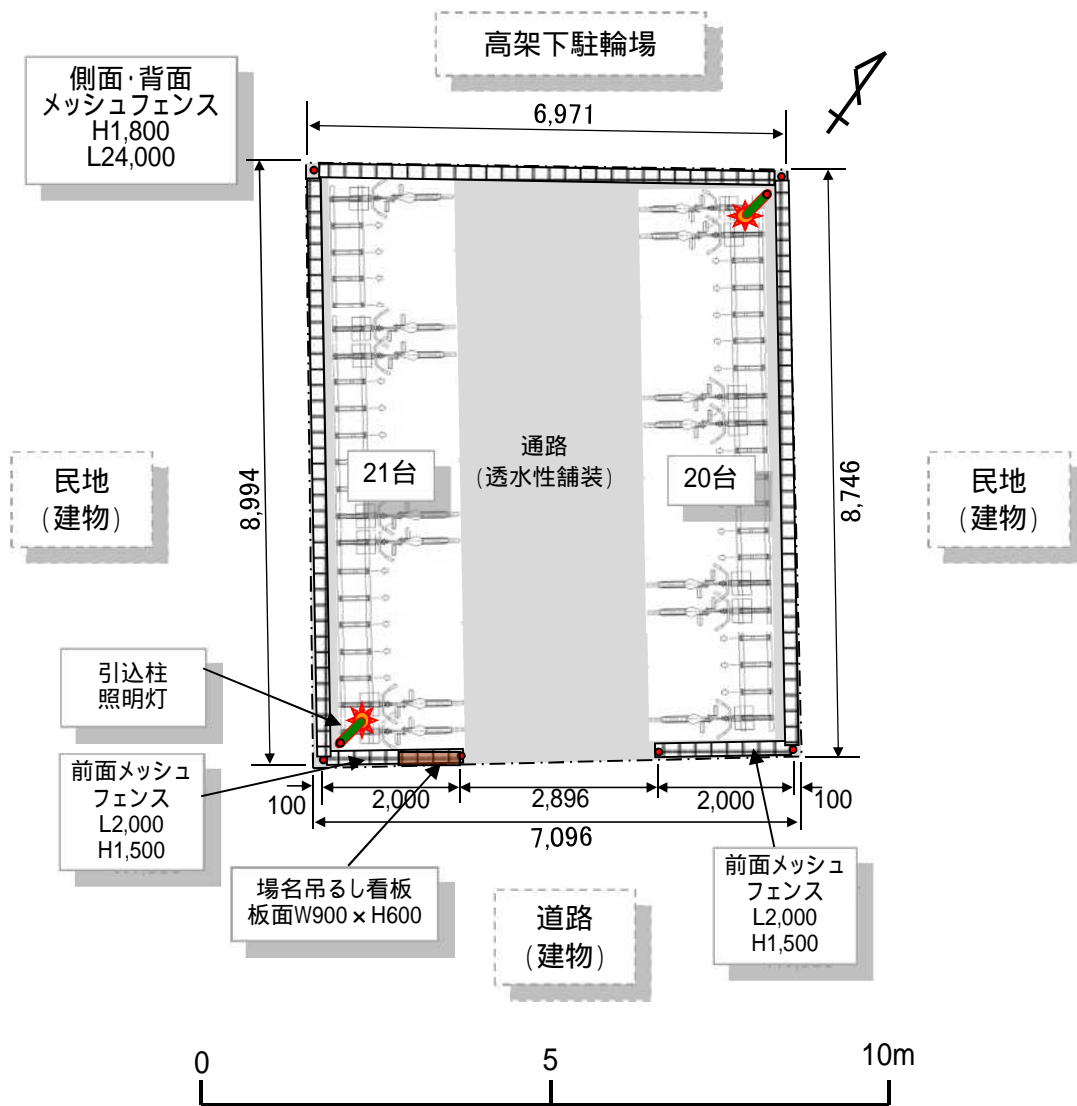 高架下駐輪場
側面･背面
メッシュフェンス
H1,800
L24,000
6,971
8,994
8,746
民地
(建物)
21台
通路
(透水性舗装)
20台
民地
(建物)
引込柱
照明灯
前面メッシュ
フェンス
L2,000
H1,500
100
2,000
2,896
2,000
100
7,096
場名吊るし看板
板面W900×H600
前面メッシュ
フェンス
L2,000
H1,500
道路
(建物)
0
5
10m